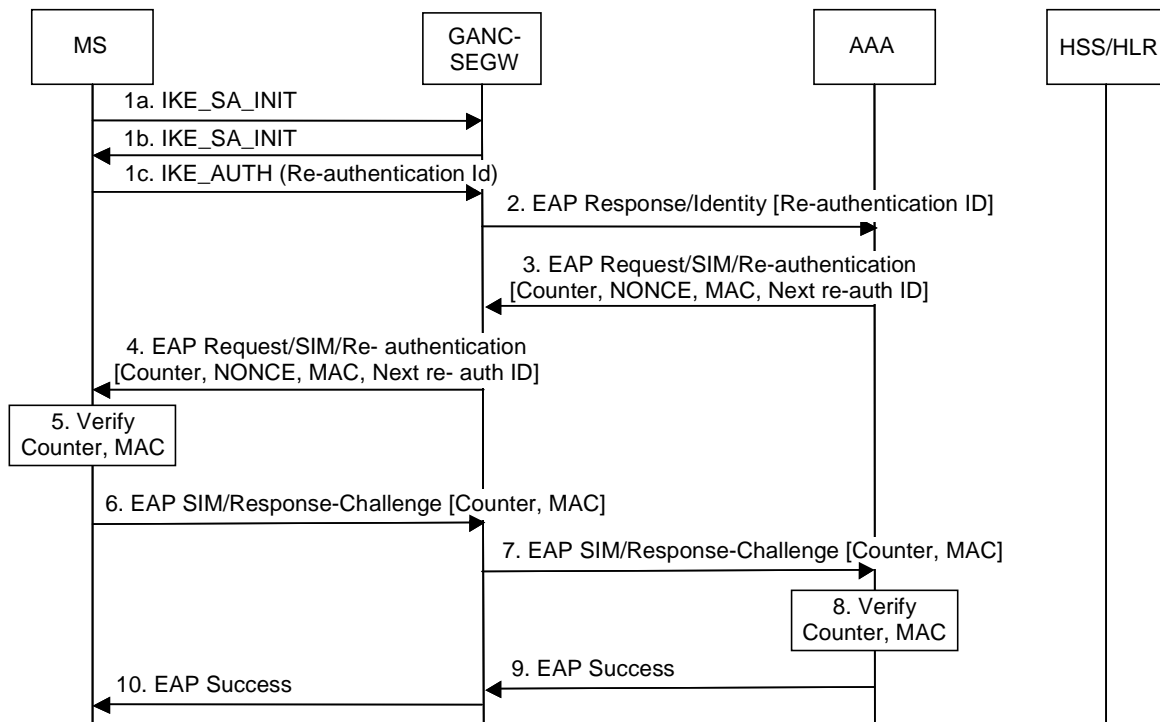 MS
GANC-
SEGW
AAA
HSS/HLR
1a. IKE_SA_INIT
1b. IKE_SA_INIT
1c. IKE_AUTH (Re-authentication Id)
2. EAP Response/Identity [Re-authentication ID]
3. EAP Request/SIM/Re-authentication
[Counter, NONCE, MAC, Next re-auth ID]
4. EAP Request/SIM/Re- authentication
[Counter, NONCE, MAC, Next re- auth ID]
5. Verify
Counter, MAC
6. EAP SIM/Response-Challenge [Counter, MAC]
7. EAP SIM/Response-Challenge [Counter, MAC]
8. Verify
Counter, MAC
9. EAP Success
10. EAP Success